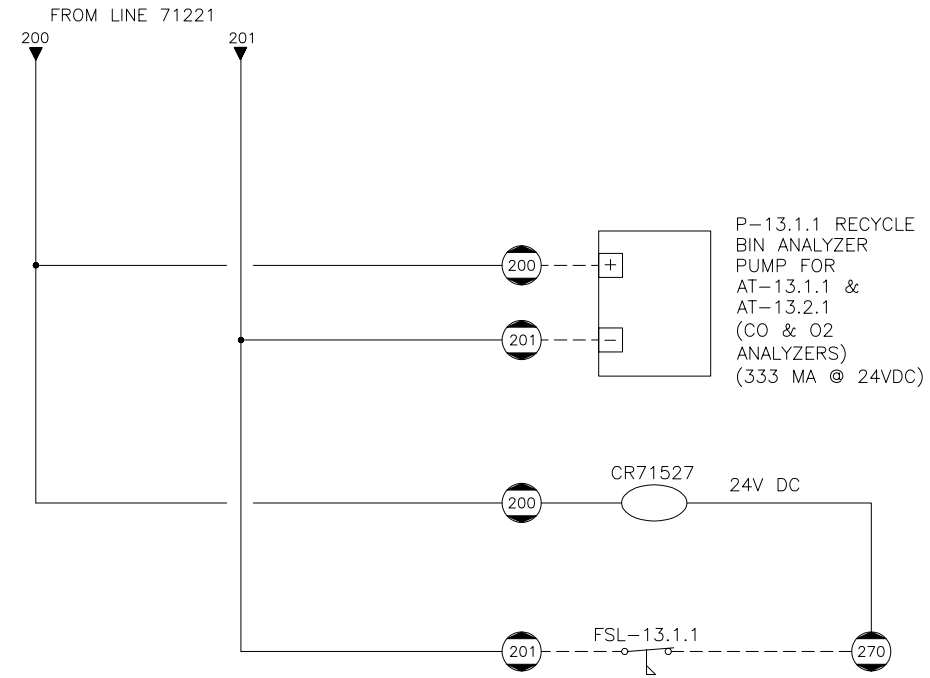 FROM LINE 71221
200
201
P-13.1.1 RECYCLE
BIN ANALYZER
PUMP FOR
AT-13.1.1 &
AT-13.2.1
(CO & O2
ANALYZERS)
(333 MA @ 24VDC)
200
+
201
-
CR71527
24V DC
200
FSL-13.1.1
201
270